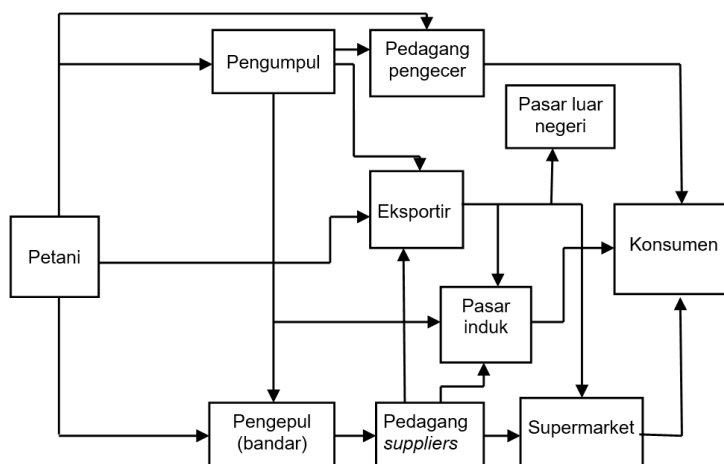 Pengumpul
Pedagang
pengecer
Pasar luar
negeri
Eksportir
Petani
Konsumen
Pasar
induk
Pengepul
(bandar)
Pedagang
suppliers
Supermarket